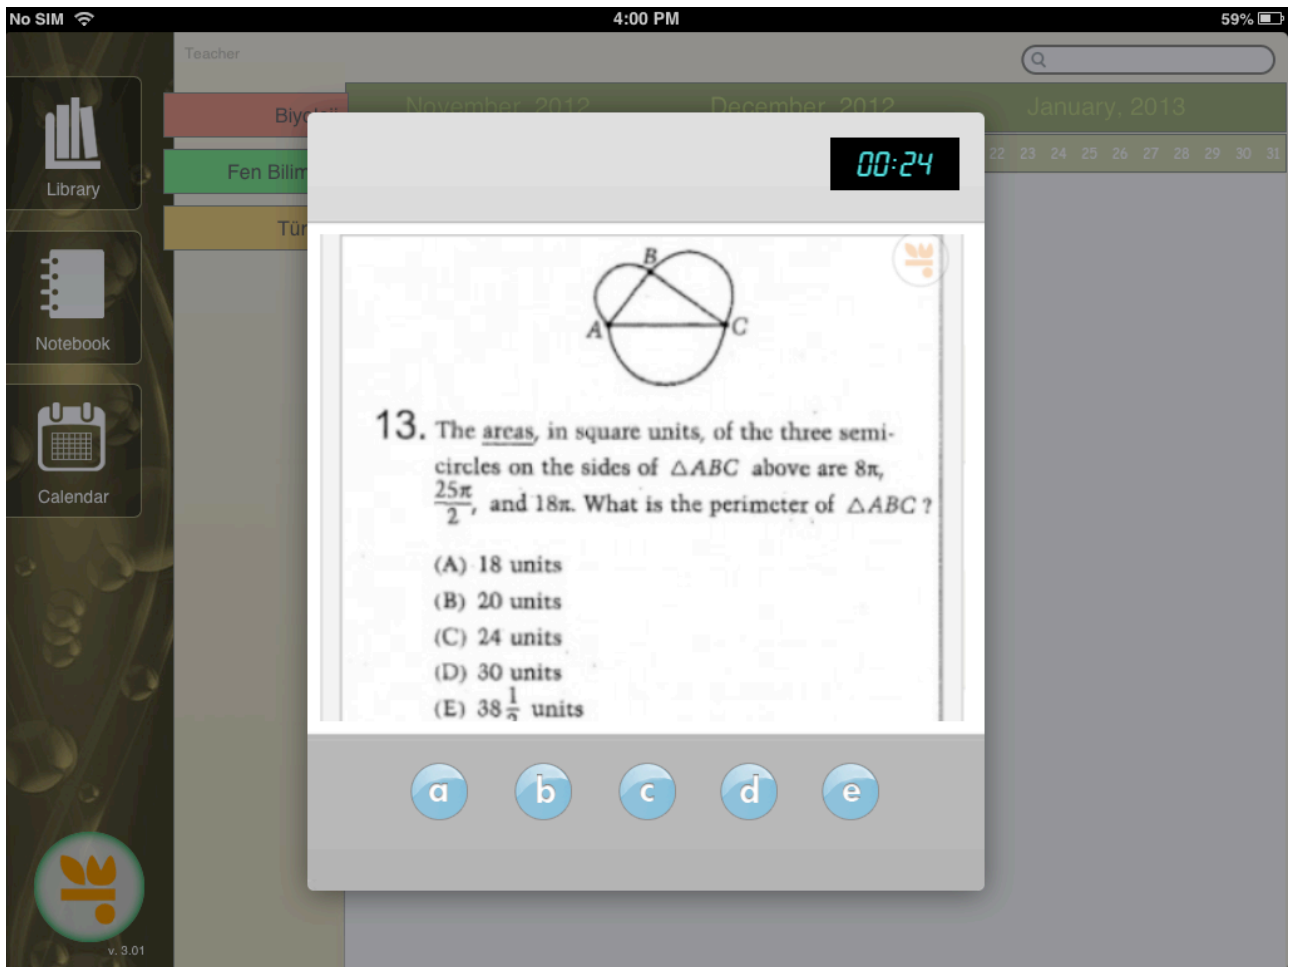 No SIM
4:00 PM
59%
Teacher
November, 2012
December, 2012
January, 2013
22 23 24 25 26 27 28 29 30 31
Library
Fen Bilim
Tür
Notebook
Calendar
v. 3.01
00:24
B
A
C
13. The areas, in square units, of the three semi-
circles on the sides of △ABC above are 8π,
25π/2, and 18π. What is the perimeter of △ABC ?
(A) 18 units
(B) 20 units
(C) 24 units
(D) 30 units
(E) 38 1/2 units
a
b
c
d
e